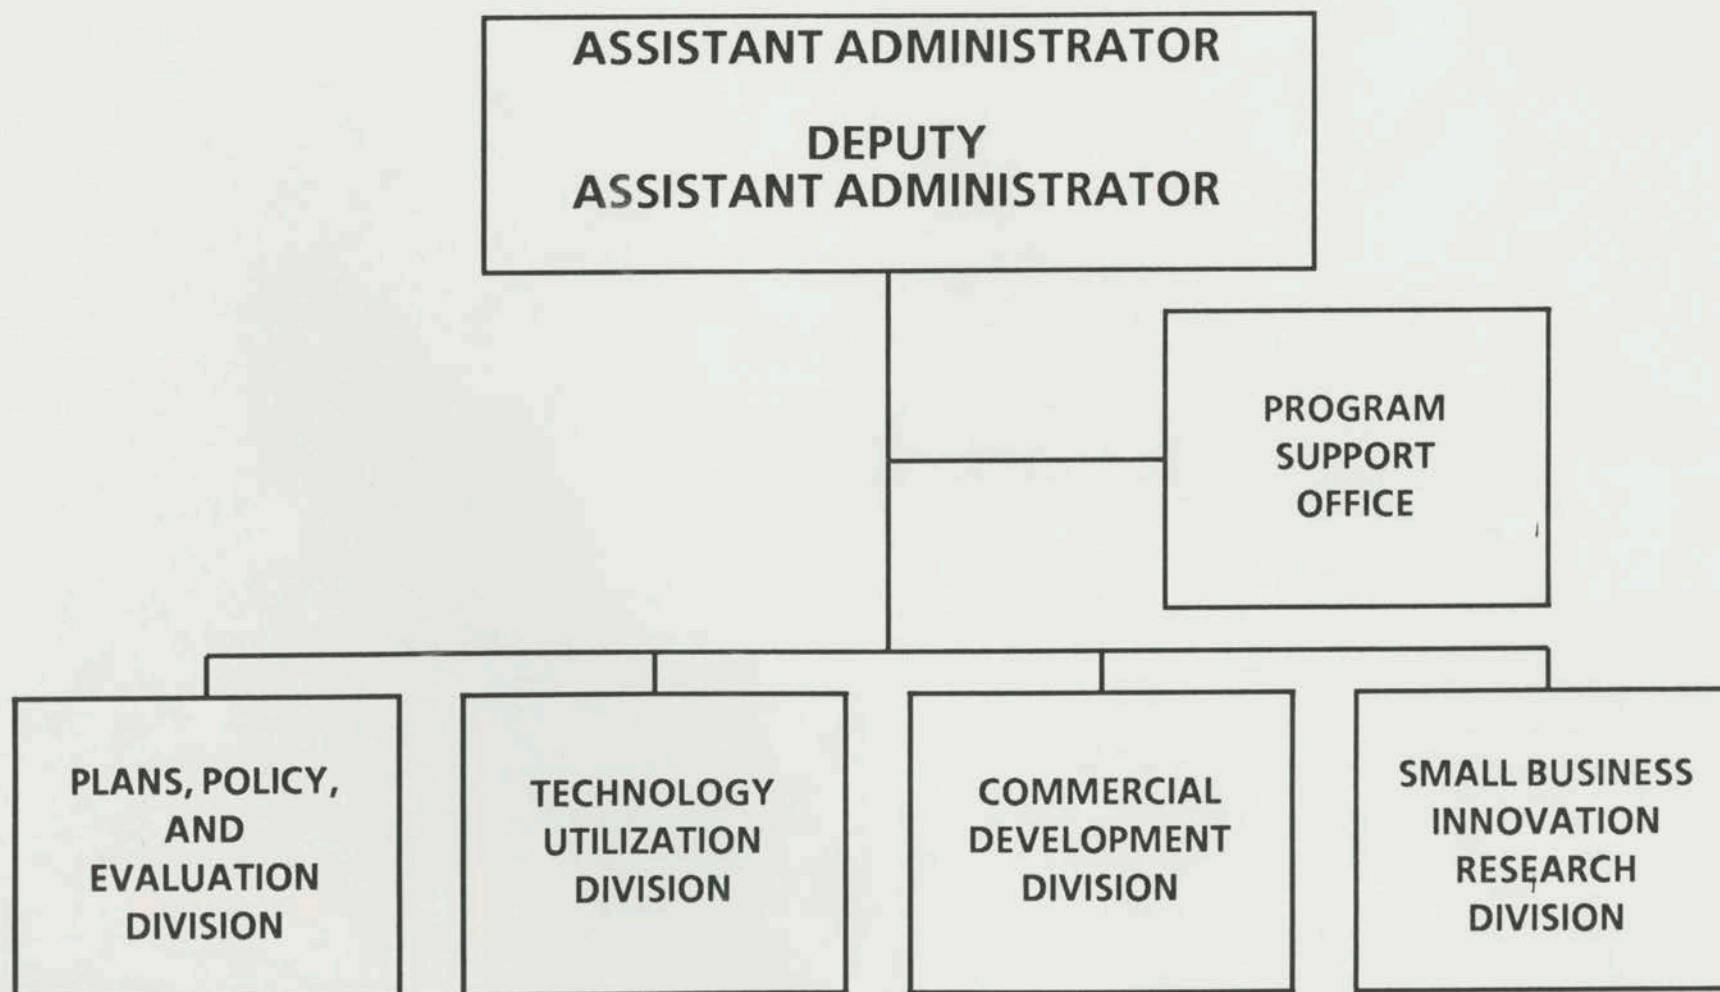 ASSISTANT ADMINISTRATOR
DEPUTY
ASSISTANT ADMINISTRATOR
PROGRAM
SUPPORT
OFFICE
PLANS, POLICY,
AND
EVALUATION
DIVISION
TECHNOLOGY
UTILIZATION
DIVISION
COMMERCIAL
DEVELOPMENT
DIVISION
SMALL BUSINESS
INNOVATION
RESEARCH
DIVISION